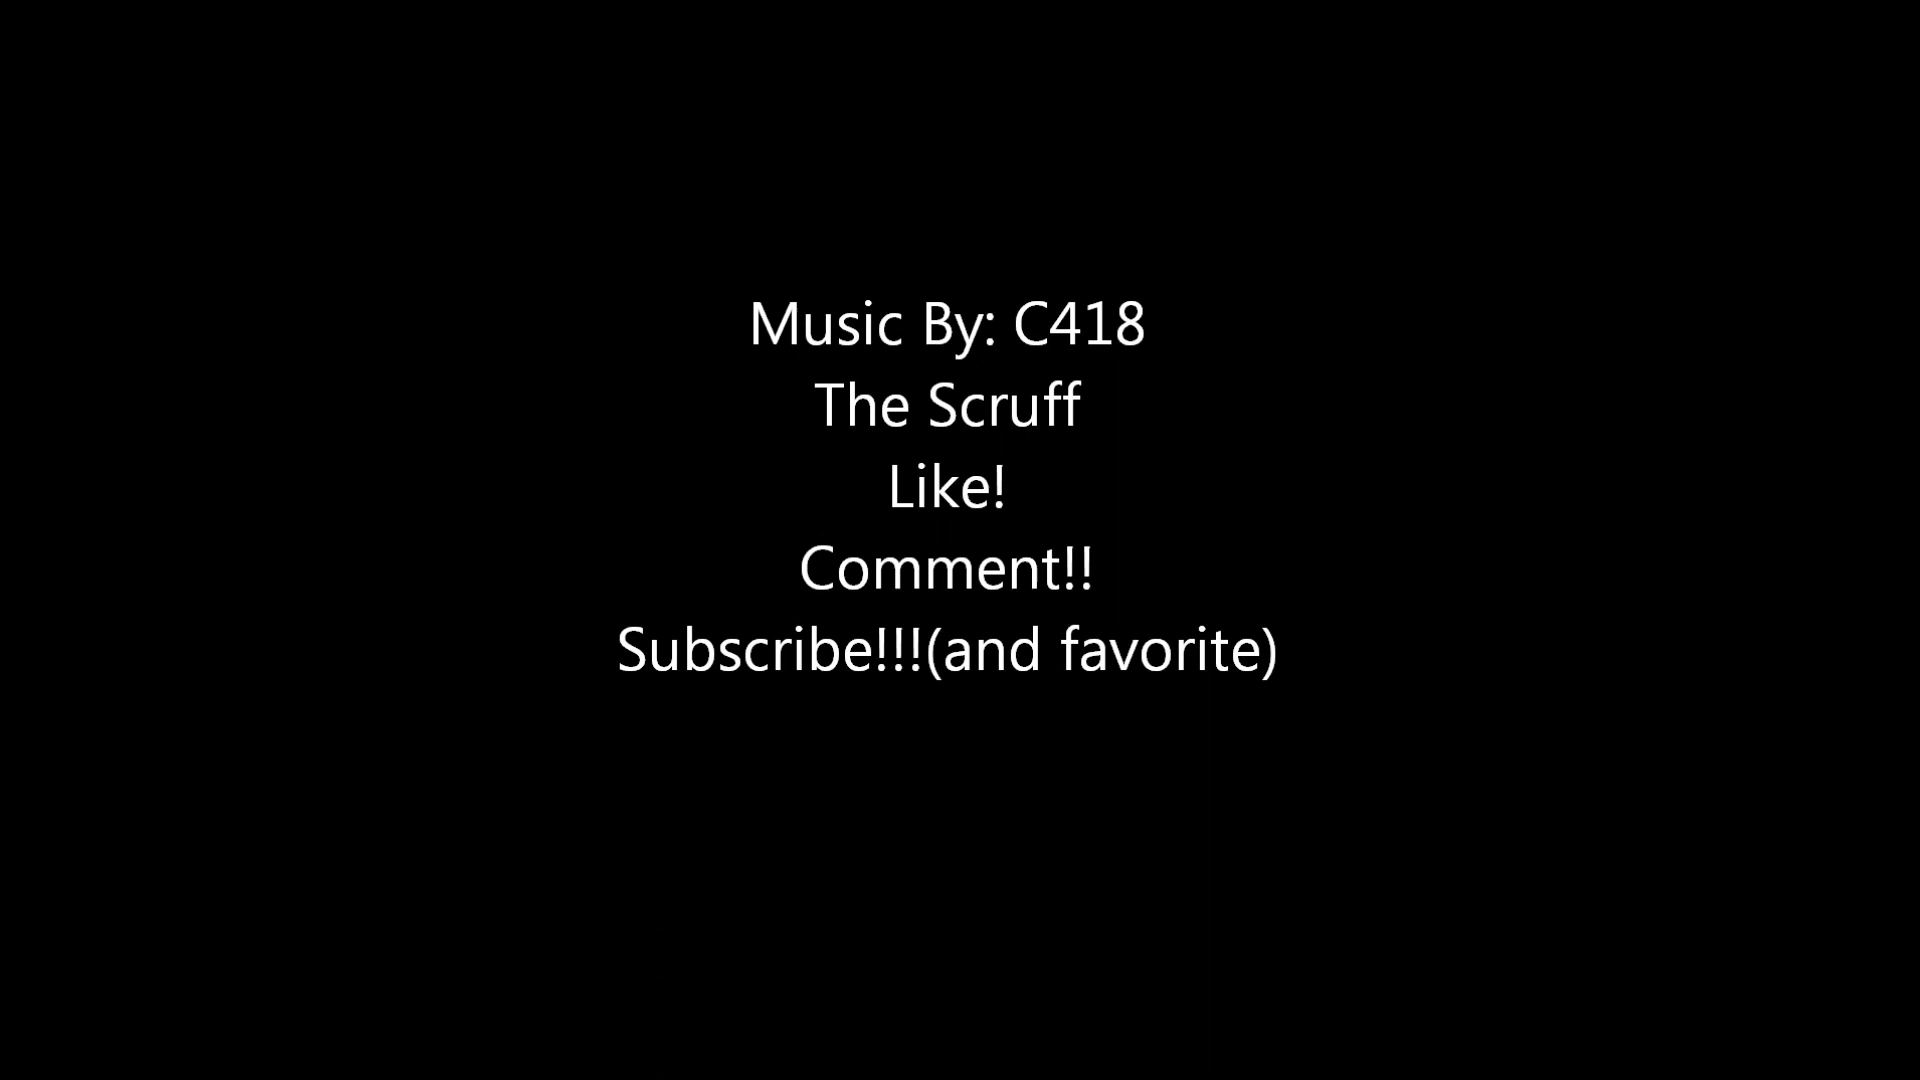 Music By: C418
The Scruff
Like!
Comment!!
Subscribe!!!(and favorite)